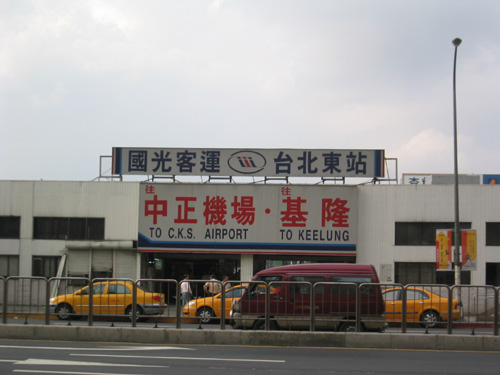 國光客運 台北東站
往 往
中正機場·基隆
TO C.K.S. AIRPORT TO KEELUNG